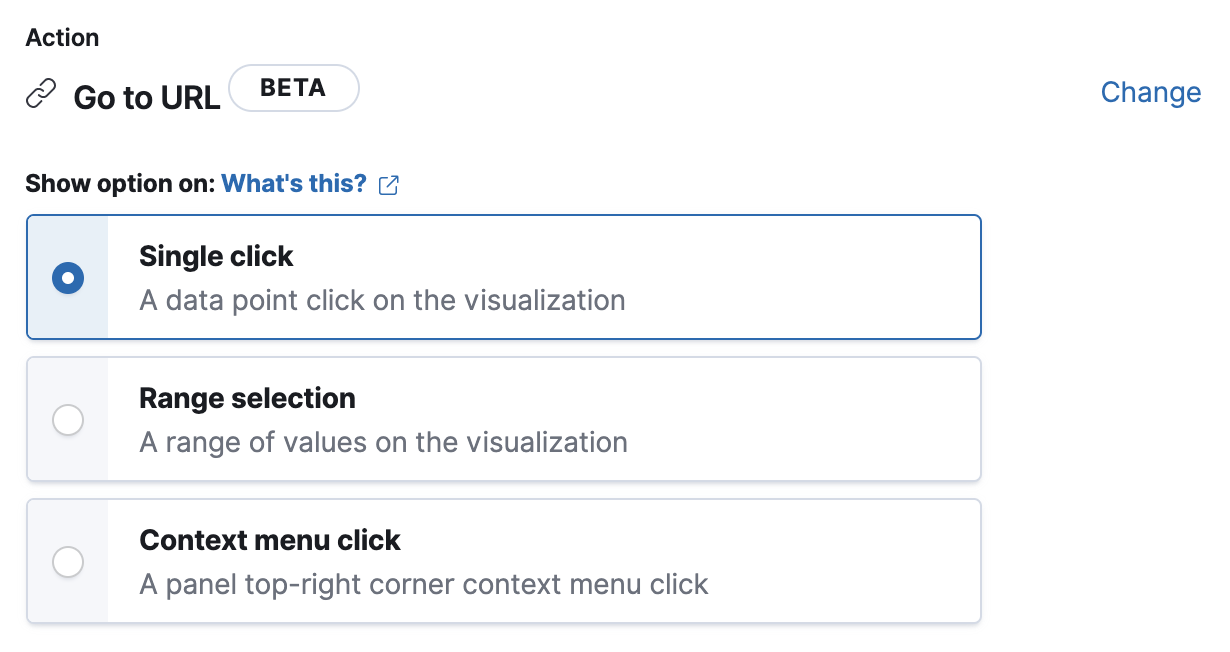 Action
Go to URL BETA Change
Show option on: What's this?
Single click
A data point click on the visualization
Range selection
A range of values on the visualization
Context menu click
A panel top-right corner context menu click